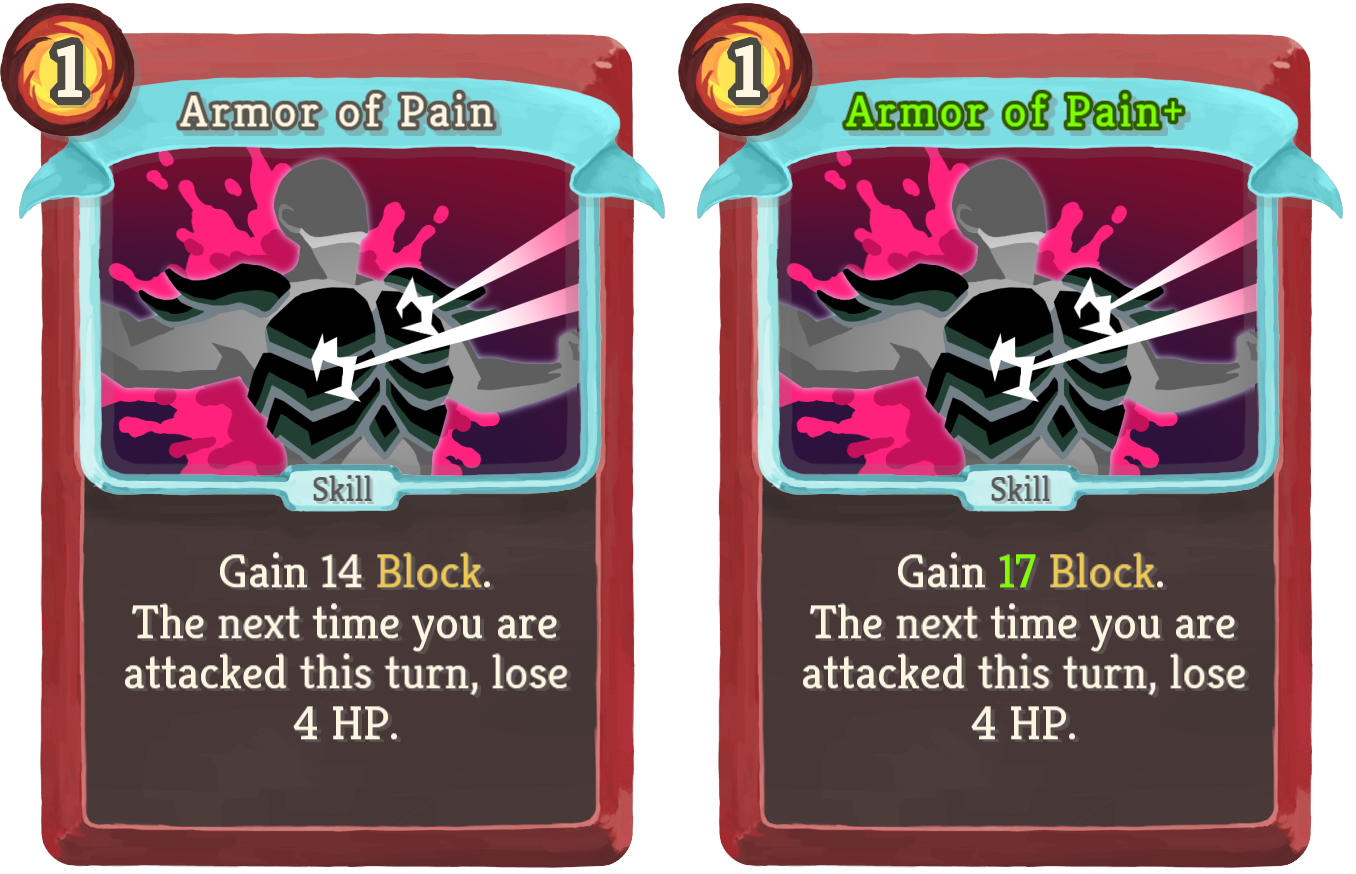 1
Armor of Pain
Skill
Gain 14 Block.
The next time you are
attacked this turn, lose
4 HP.
1
Armor of Pain+
Skill
Gain 17 Block.
The next time you are
attacked this turn, lose
4 HP.